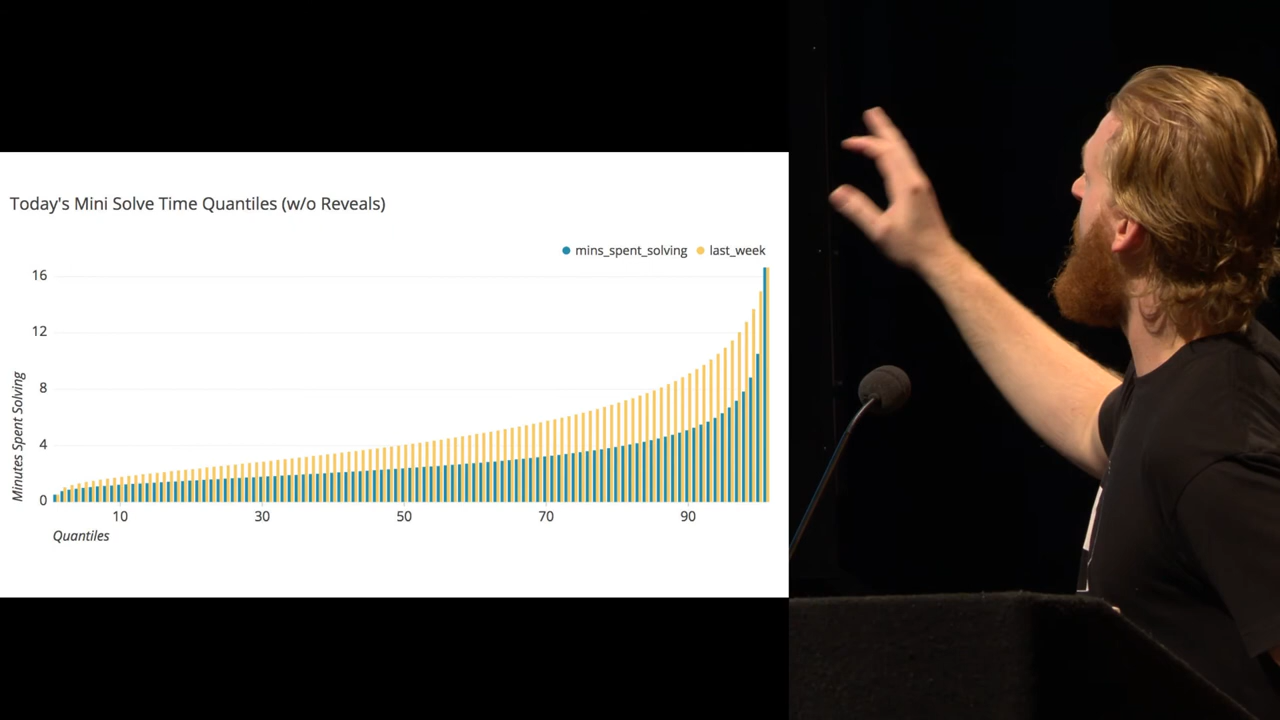 Today's Mini Solve Time Quantiles (w/o Reveals)
mins_spent_solving last_week
16
12
8
4
0
Minutes Spent Solving
10 30 50 70 90
Quantiles